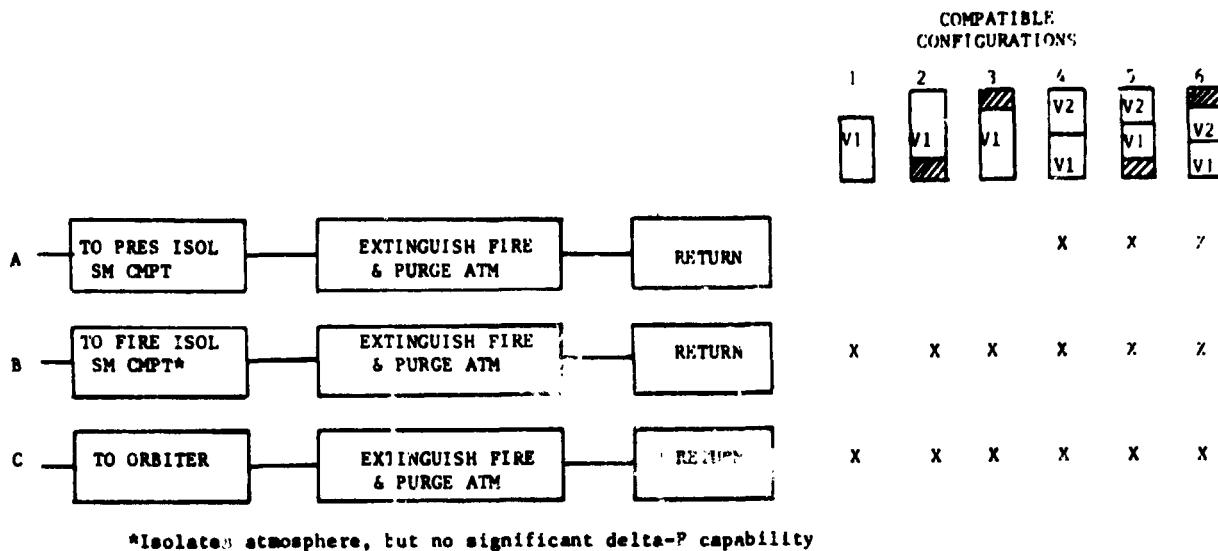 COMPATIBLE
CONFIGURATIONS
1 2 3 4 5 6
V1 V1 V1 V2 V1 V2 V1 V2 V1
A TO PRES ISOL SM CMPT EXTINGUISH FIRE & PURGE ATM RETURN X X X
B TO FIRE ISOL SM CMPT* EXTINGUISH FIRE & PURGE ATM RETURN X X X X X X
C TO ORBITER EXTINGUISH FIRE & PURGE ATM RETURN X X X X X X
*Isolates atmosphere, but no significant delta-P capability